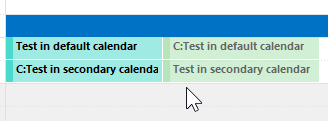 Test in default calendar
C:Test in default calendar
C:Test in secondary calenda
Test in secondary calendar